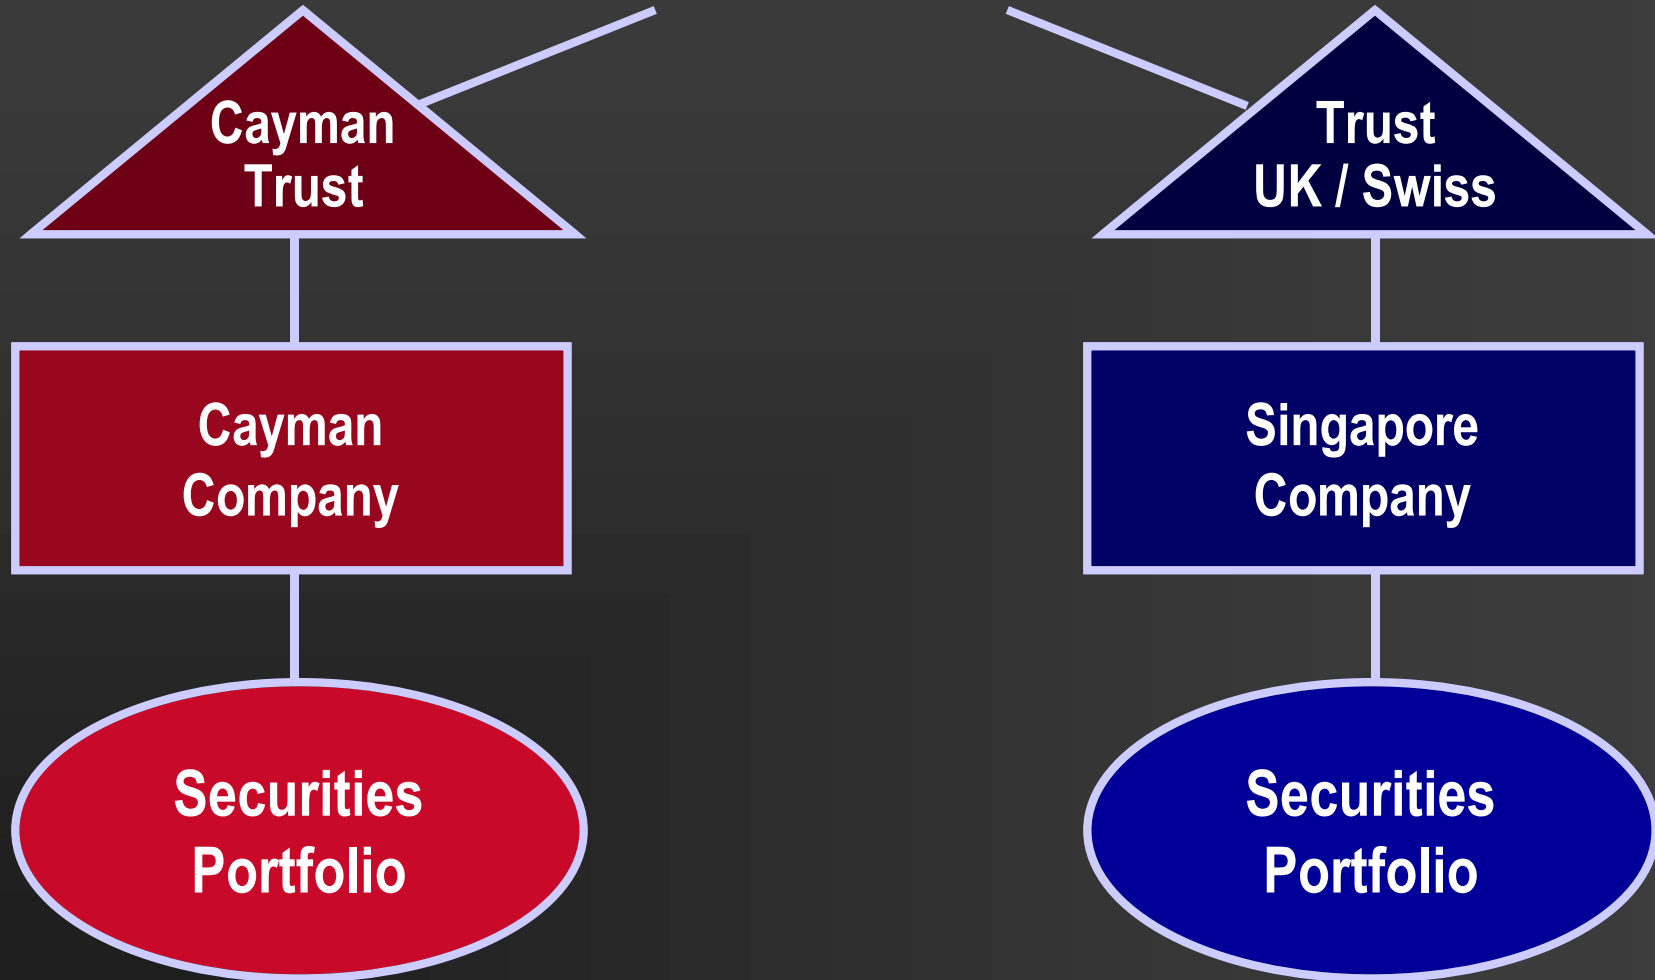 Cayman
Trust
Trust
UK / Swiss
Cayman
Company
Singapore
Company
Securities
Portfolio
Securities
Portfolio